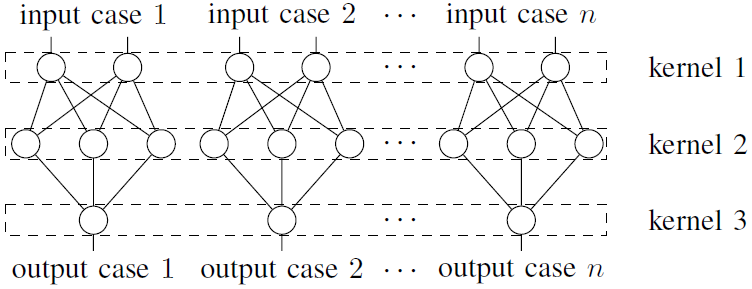 input case 1 input case 2 ··· input case n
··· kernel 1
··· kernel 2
··· kernel 3
output case 1 output case 2 ··· output case n